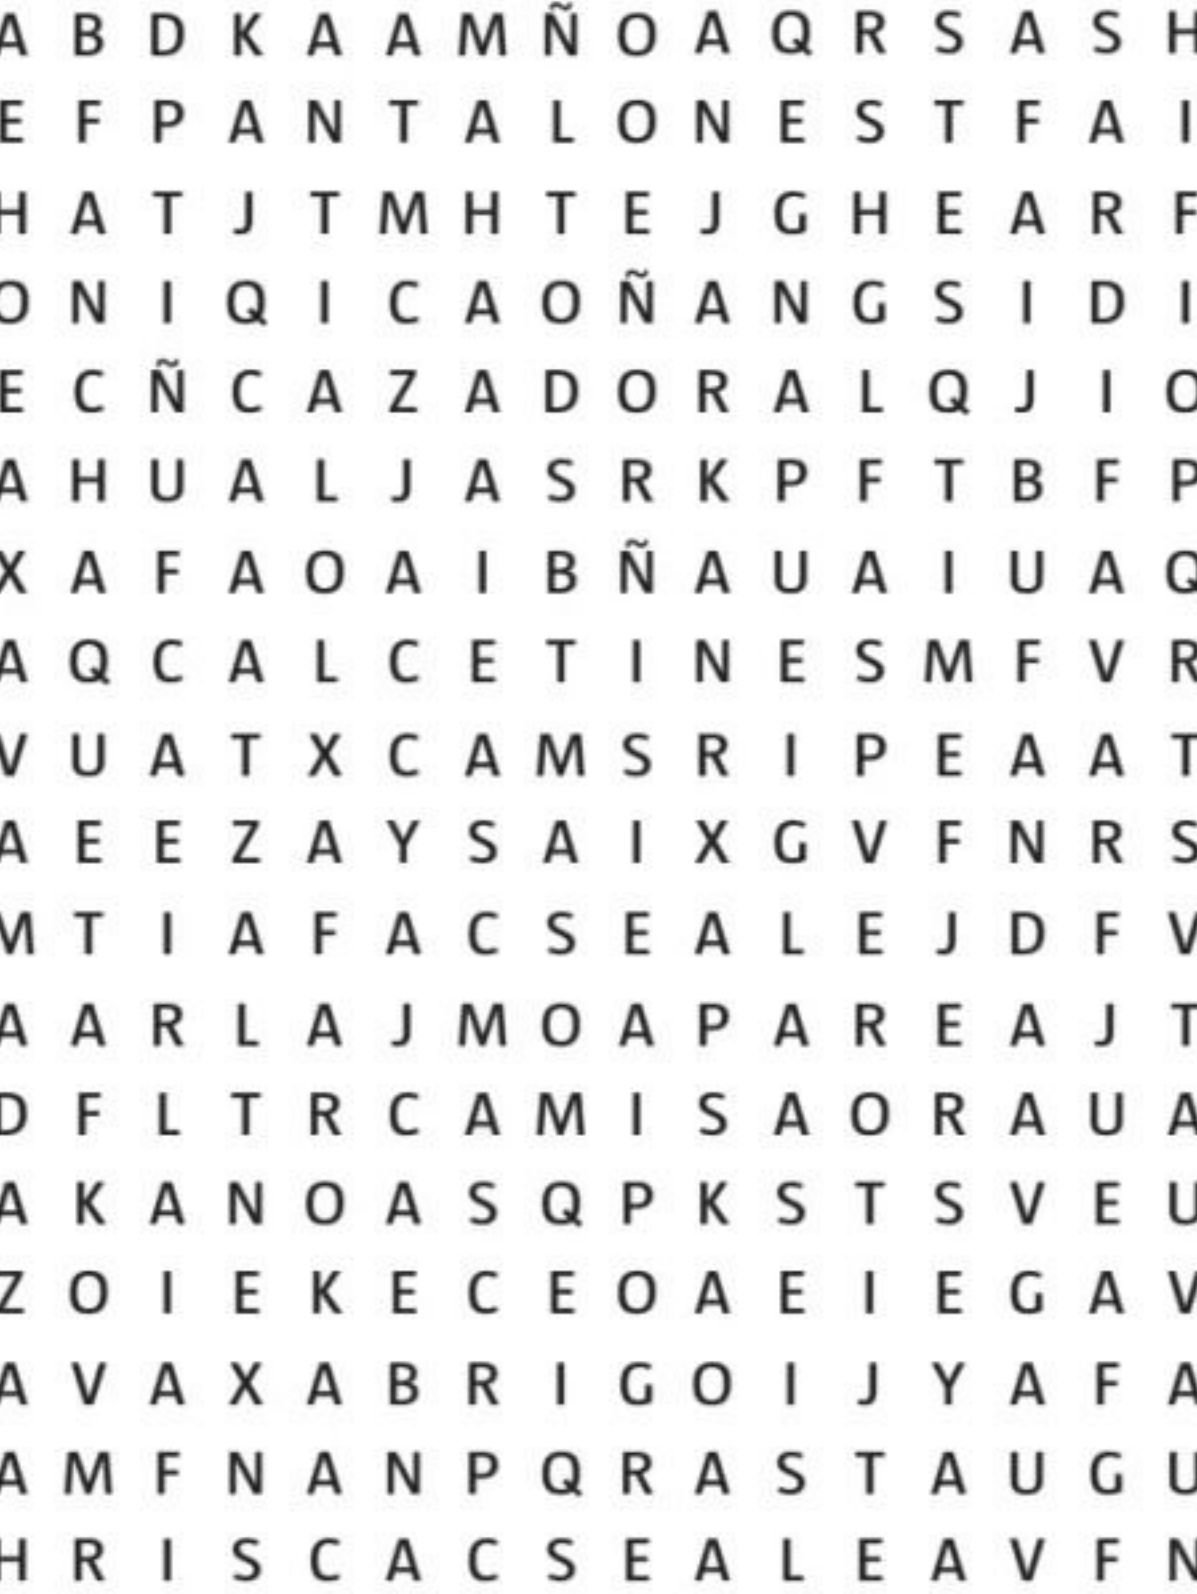 A B D K A A M Ñ O A Q R S A S H
E F P A N T A L O N E S T F A I
H A T J T M H T E J G H E A R F
O N I Q I C A O Ñ A N G S I D I
E C Ñ C A Z A D O R A L Q J I O
A H U A L J A S R K P F T B F P
X A F A O A I B Ñ A U A I U A Q
A Q C A L C E T I N E S M F V R
V U A T X C A M S R I P E A A T
A E E Z A Y S A I X G V F N R S
M T I A F A C S E A L E J D F V
A A R L A J M O A P A R E A J T
D F L T R C A M I S A O R A U A
A K A N O A S Q P K S T S V E U
Z O I E K E C E O A E I E G A V
A V A X A B R I G O I J Y A F A
A M F N A N P Q R A S T A U G U
H R I S C A C S E A L E A V F N